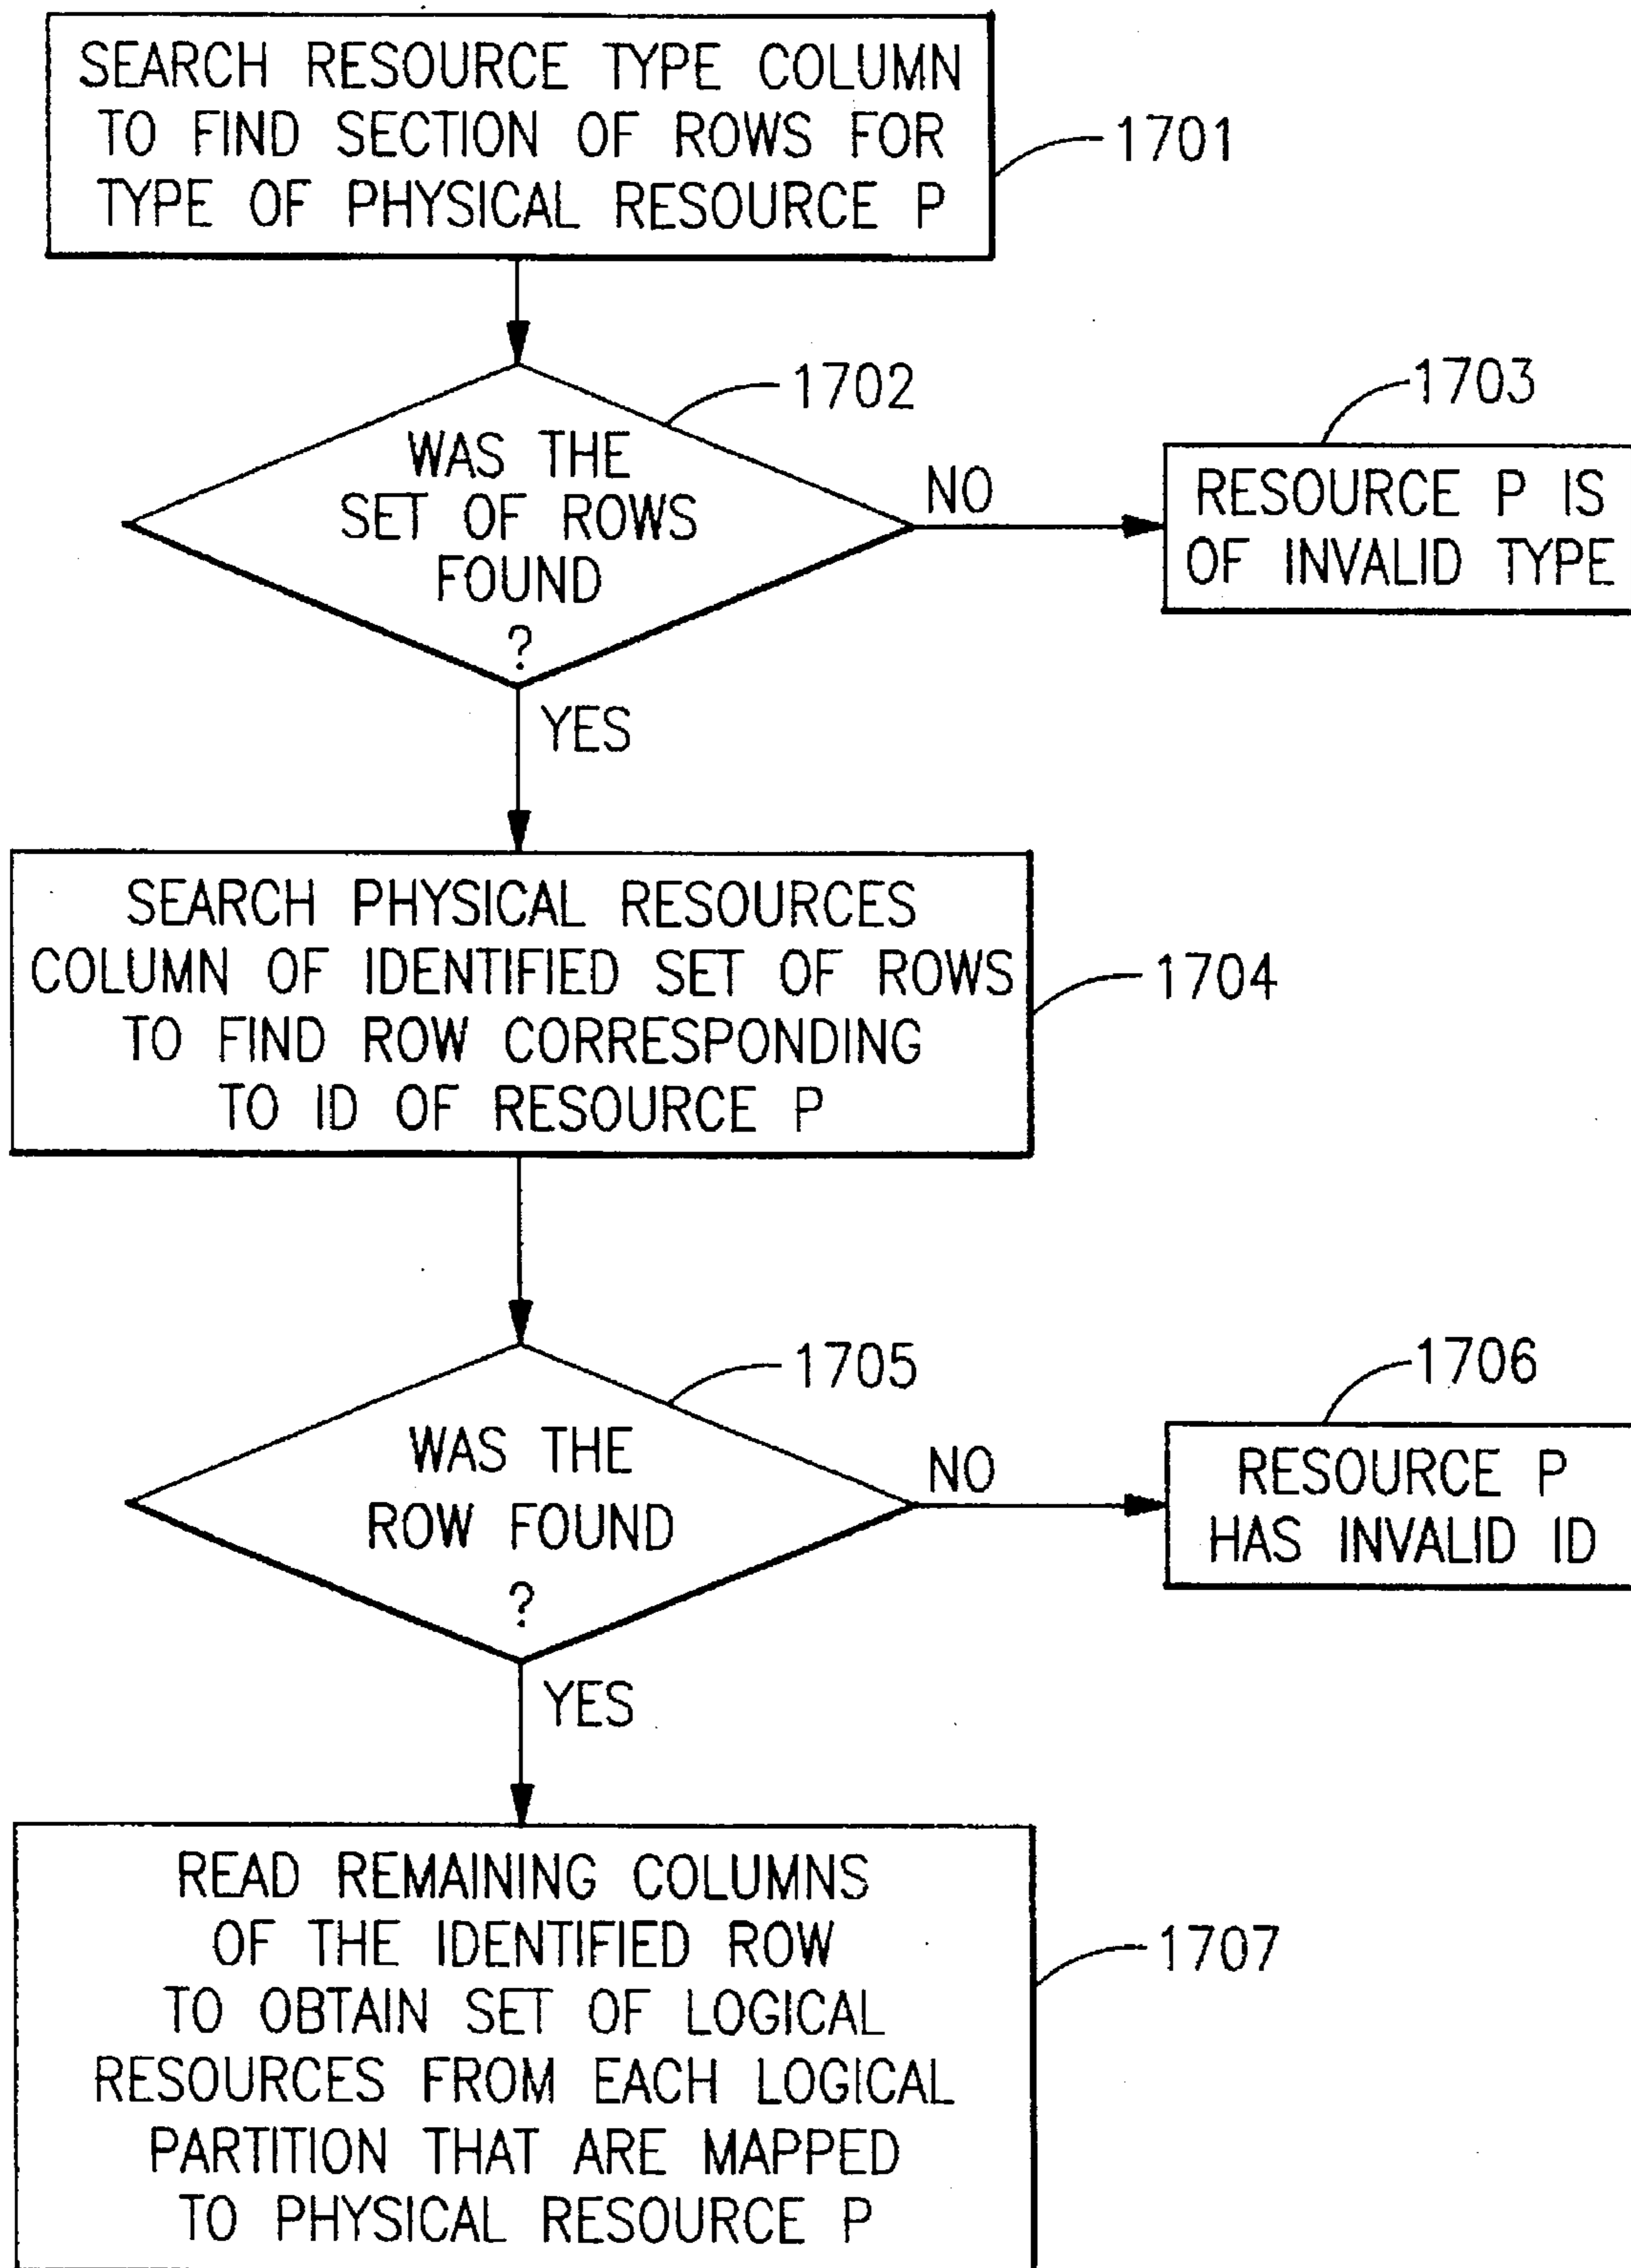 SEARCH RESOURCE TYPE COLUMN
TO FIND SECTION OF ROWS FOR
TYPE OF PHYSICAL RESOURCE P
1701
1702
WAS THE
SET OF ROWS
FOUND
?
NO
1703
RESOURCE P IS
OF INVALID TYPE
YES
SEARCH PHYSICAL RESOURCES
COLUMN OF IDENTIFIED SET OF ROWS
TO FIND ROW CORRESPONDING
TO ID OF RESOURCE P
1704
1705
WAS THE
ROW FOUND
?
NO
1706
RESOURCE P
HAS INVALID ID
YES
READ REMAINING COLUMNS
OF THE IDENTIFIED ROW
TO OBTAIN SET OF LOGICAL
RESOURCES FROM EACH LOGICAL
PARTITION THAT ARE MAPPED
TO PHYSICAL RESOURCE P
1707